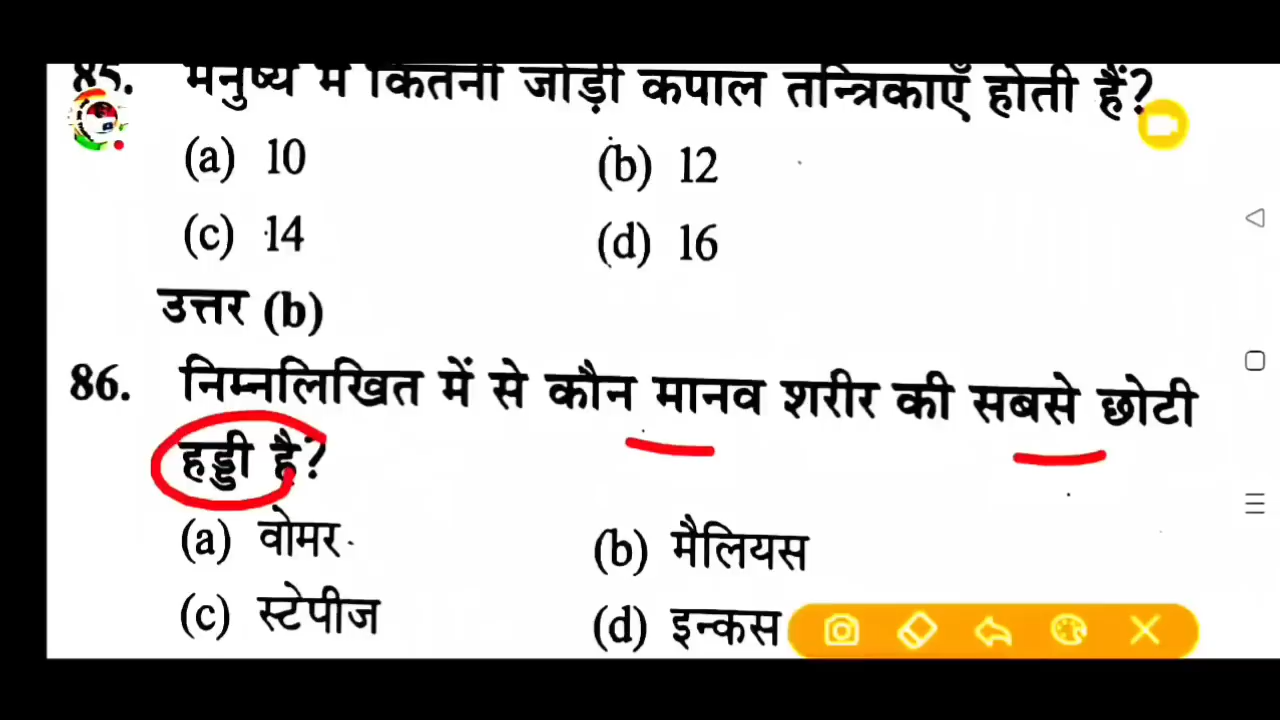 85. मनुष्य में कितनी जोड़ी कपाल तन्त्रिकाएँ होती हैं?
(a) 10 (b) 12
(c) 14 (d) 16
उत्तर (b)
86. निम्नलिखित में से कौन मानव शरीर की सबसे छोटी
हड्डी है?
(a) वोमर (b) मैलियस
(c) स्टेपीज (d) इन्कस